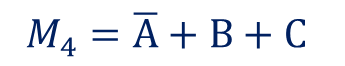 M₄ = A̅ + B + C